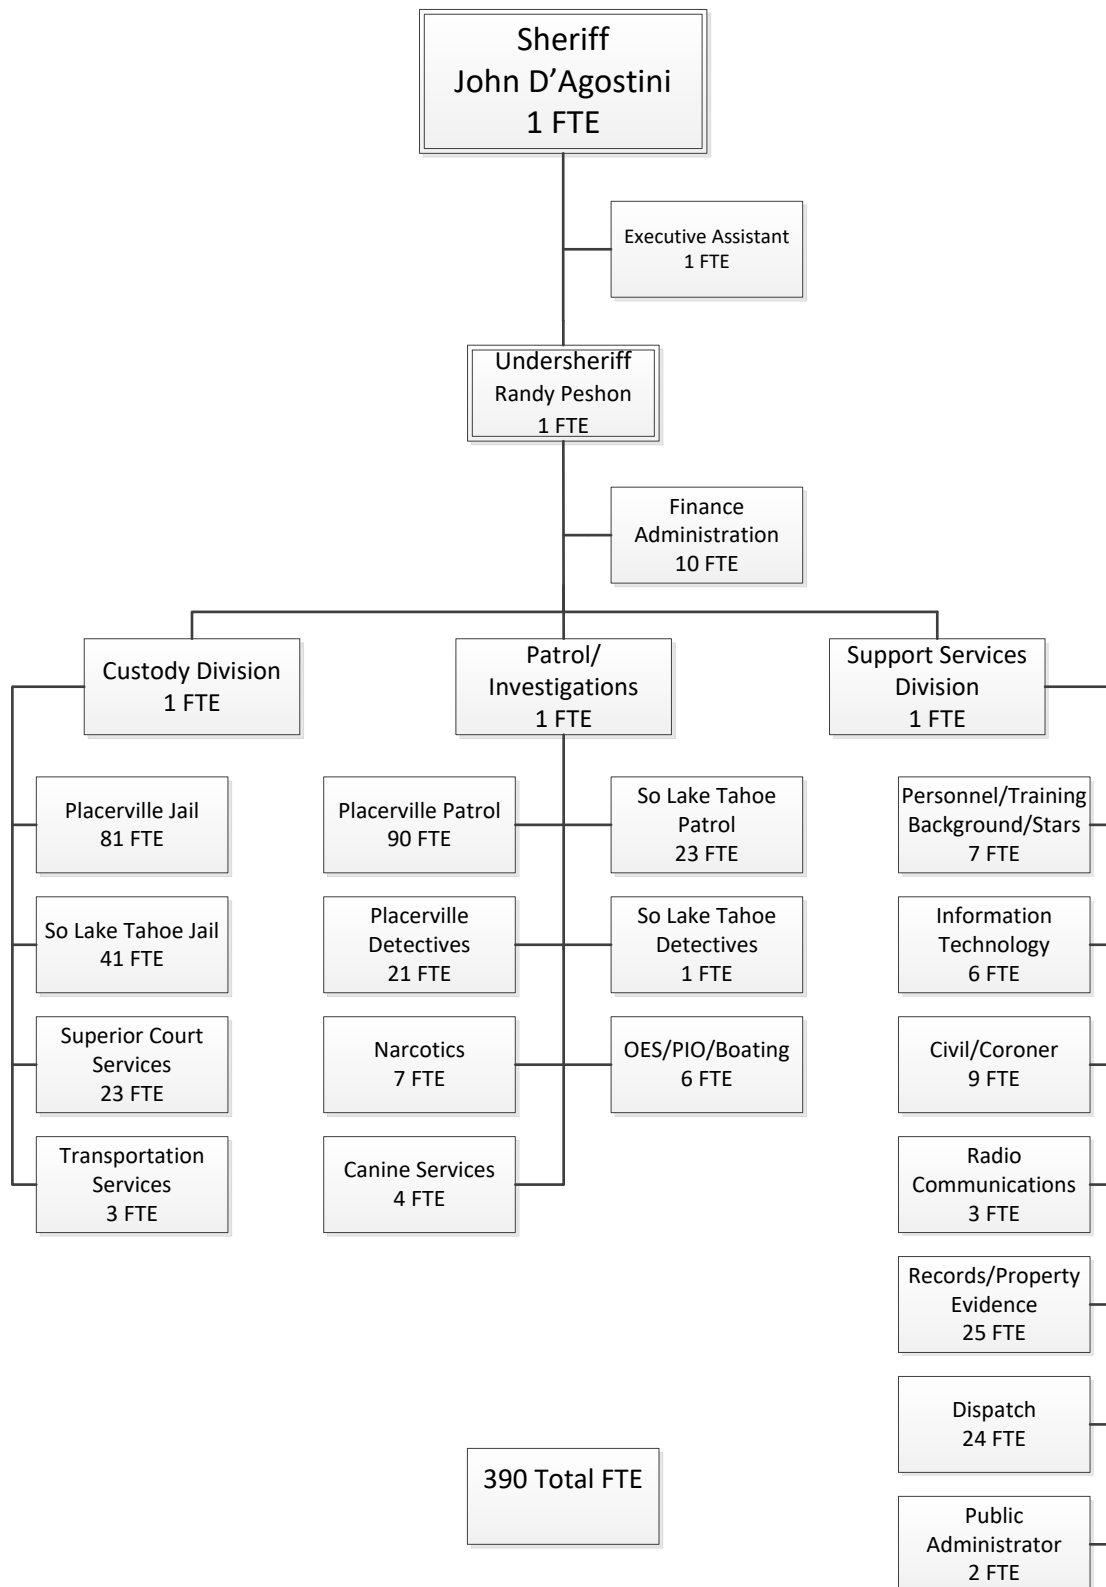 Sheriff
John D’Agostini
1 FTE
Executive Assistant
1 FTE
Undersheriff
Randy Peshon
1 FTE
Finance
Administration
10 FTE
Custody Division
1 FTE
Patrol/
Investigations
1 FTE
Support Services
Division
1 FTE
Placerville Jail
81 FTE
Placerville Patrol
90 FTE
So Lake Tahoe
Patrol
23 FTE
Personnel/Training
Background/Stars
7 FTE
So Lake Tahoe Jail
41 FTE
Placerville
Detectives
21 FTE
So Lake Tahoe
Detectives
1 FTE
Information
Technology
6 FTE
Superior Court
Services
23 FTE
Narcotics
7 FTE
OES/PIO/Boating
6 FTE
Civil/Coroner
9 FTE
Transportation
Services
3 FTE
Canine Services
4 FTE
Radio
Communications
3 FTE
Records/Property
Evidence
25 FTE
Dispatch
24 FTE
390 Total FTE
Public
Administrator
2 FTE